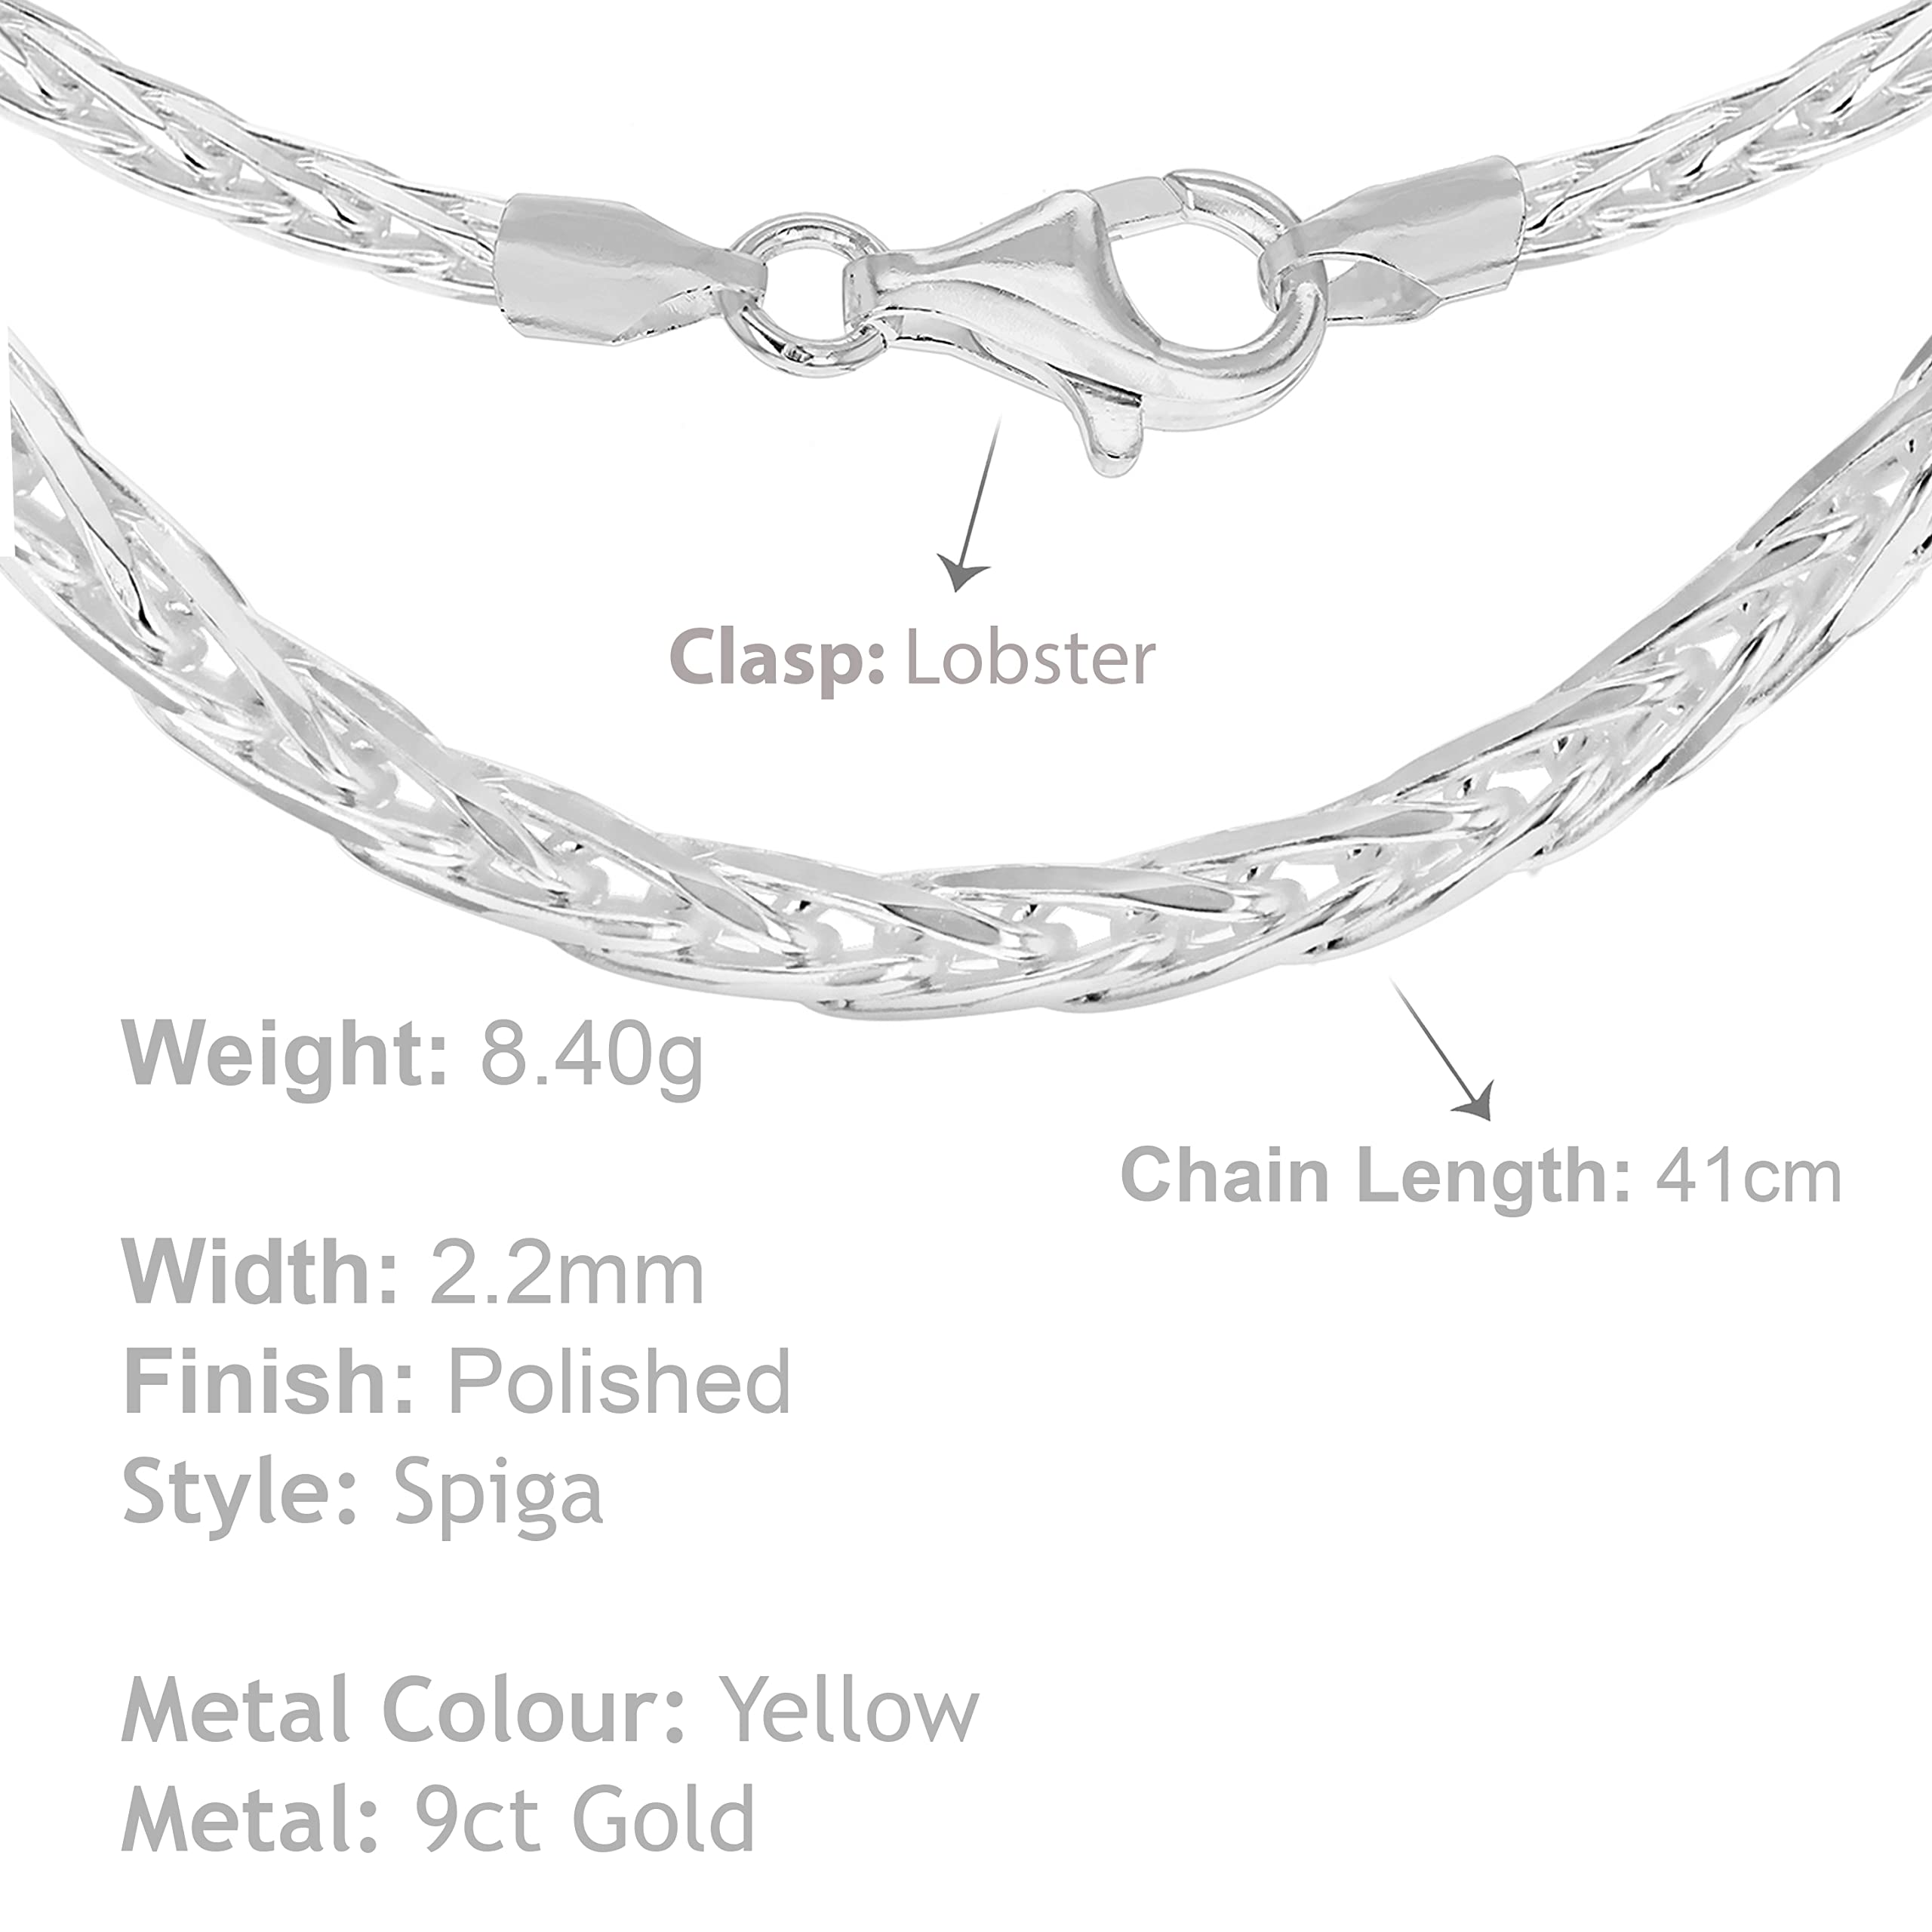 Clasp: Lobster
Weight: 8.40g
Chain Length: 41cm
Width: 2.2mm
Finish: Polished
Style: Spiga
Metal Colour: Yellow
Metal: 9ct Gold